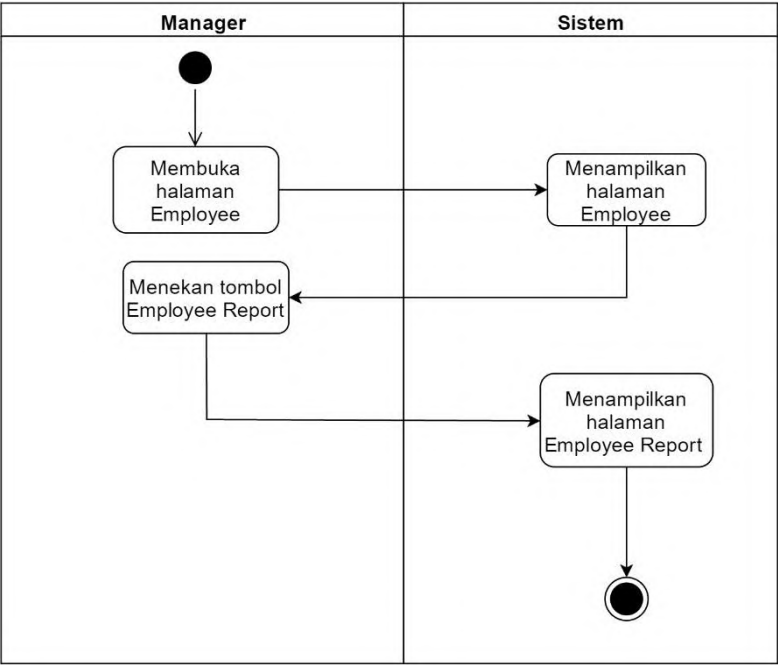 Manager
Sistem
Membuka
halaman
Employee
Menampilkan
halaman
Employee
Menekan tombol
Employee Report
Menampilkan
halaman
Employee Report